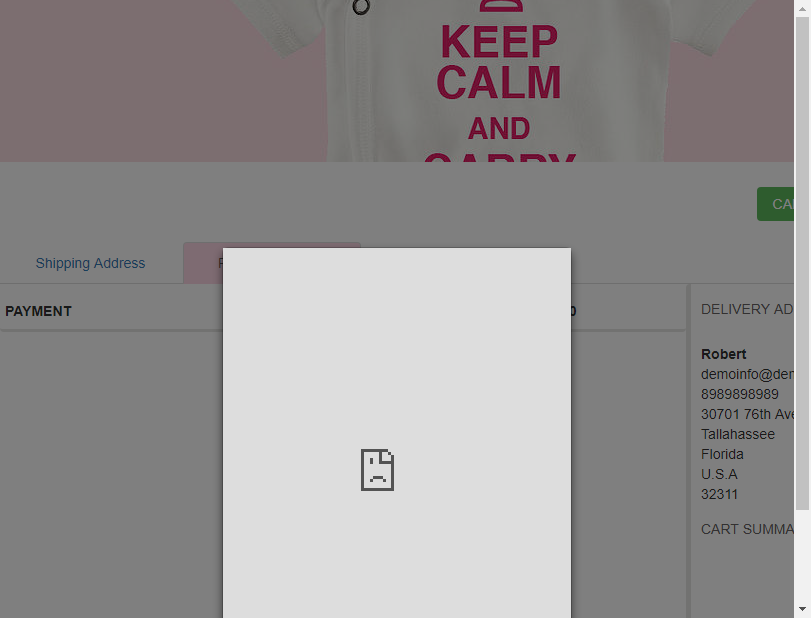 KEEP
CALM
AND
CARRY
CA
Shipping Address
PAYMENT
0
DELIVERY AD
Robert
demoinfo@der
8989898989
30701 76th Ave
Tallahassee
Florida
U.S.A
32311
CART SUMMA